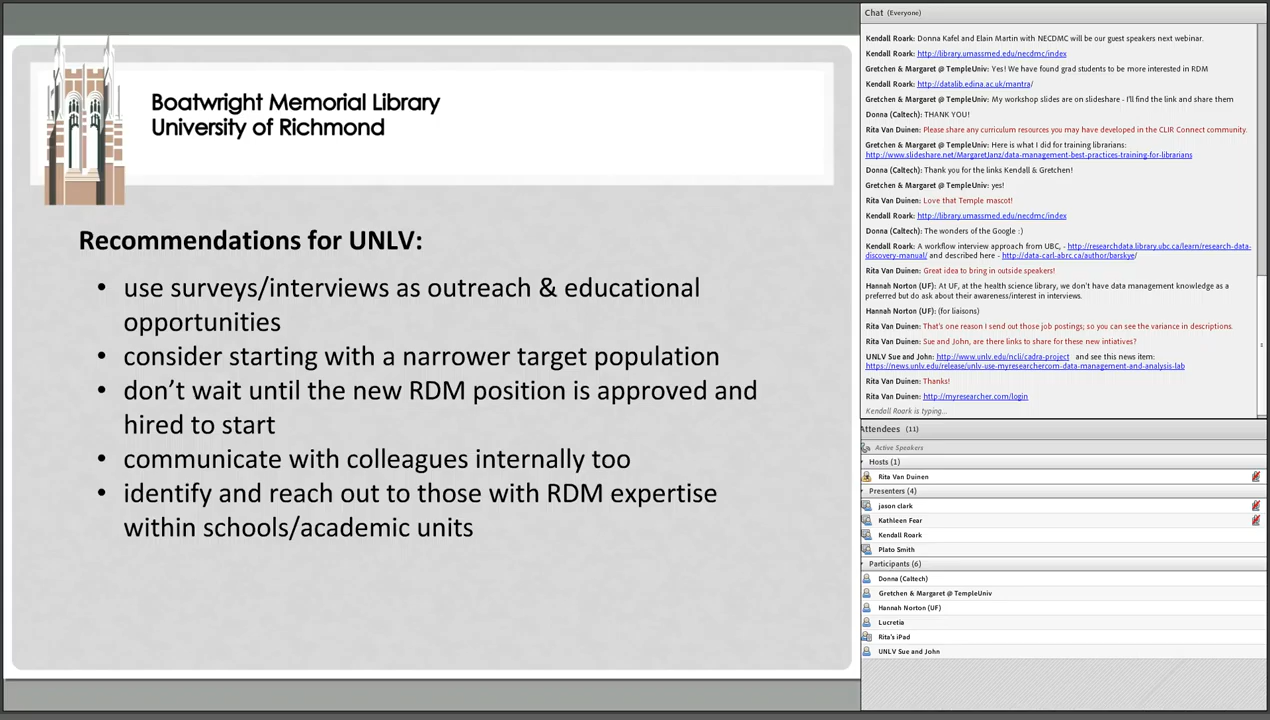 Boatwright Memorial Library
University of Richmond
Recommendations for UNLV:
• use surveys/interviews as outreach & educational
opportunities
• consider starting with a narrower target population
• don’t wait until the new RDM position is approved and
hired to start
• communicate with colleagues internally too
• identify and reach out to those with RDM expertise
within schools/academic units
Chat (Everyone)
Kendall Roark: Donna Kafel and Elain Martin with NECDMC will be our guest speakers next webinar.
Kendall Roark: http://library.umassmed.edu/necdmc/index
Gretchen & Margaret @ TempleUniv: Yes! We have found grad students to be more interested in RDM
Kendall Roark: http://datalib.edina.ac.uk/mantra/
Gretchen & Margaret @ TempleUniv: My workshop slides are on slideshare - I'll find the link and share them
Donna (Caltech): THANK YOU!
Rita Van Duinen: Please share any curriculum resources you may have developed in the CLIR Connect community.
Gretchen & Margaret @ TempleUniv: Here is what I did for training librarians:
http://www.slideshare.net/MargaretJanz/data-management-best-practices-training-for-librarians
Donna (Caltech): Thank you for the links Kendall & Gretchen!
Gretchen & Margaret @ TempleUniv: yes!
Rita Van Duinen: Love that Temple mascot!
Kendall Roark: http://library.umassmed.edu/necdmc/index
Donna (Caltech): The wonders of the Google :)
Kendall Roark: A workflow interview approach from UBC, - http://researchdata.library.ubc.ca/learn/research-data-
discovery-manual/ and described here - http://data-carl-abrc.ca/author/barskye/
Rita Van Duinen: Great idea to bring in outside speakers!
Hannah Norton (UF): At UF, at the health science library, we don't have data management knowledge as a
preferred but do ask about their awareness/interest in interviews.
Hannah Norton (UF): (for liaisons)
Rita Van Duinen: That's one reason I send out those job postings; so you can see the variance in descriptions.
Rita Van Duinen: Sue and John, are there links to share for these new intiatives?
UNLV Sue and John: http://www.unlv.edu/ncli/cadra-project and see this news item:
https://news.unlv.edu/release/unlv-use-myresearchercom-data-management-and-analysis-lab
Rita Van Duinen: Thanks!
Rita Van Duinen: http://myresearcher.com/login
Kendall Roark is typing...
Attendees (11)
Active Speakers
Hosts (1)
Rita Van Duinen
Presenters (4)
jason clark
Kathleen Fear
Kendall Roark
Plato Smith
Participants (6)
Donna (Caltech)
Gretchen & Margaret @ TempleUniv
Hannah Norton (UF)
Lucretia
Rita's iPad
UNLV Sue and John